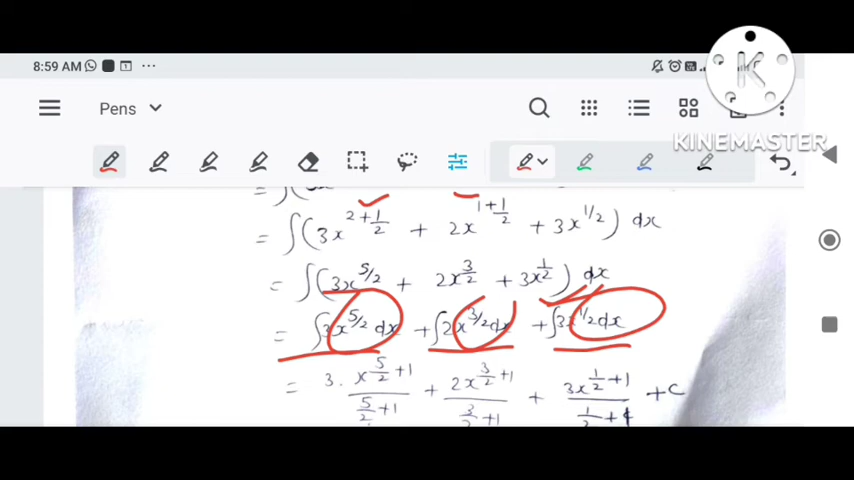 8:59 AM
K
KINEMASTER
Pens
= ∫(3x^{2+1/2} + 2x^{1+1/2} + 3x^{1/2}) dx
= ∫(3x^{5/2} + 2x^{3/2} + 3x^{1/2}) dx
= ∫3x^{5/2} dx + ∫2x^{3/2} dx + ∫3x^{1/2} dx
= 3. x^{5/2+1}/(5/2+1) + 2x^{3/2+1}/(3/2+1) + 3x^{1/2+1}/(1/2+1) + C